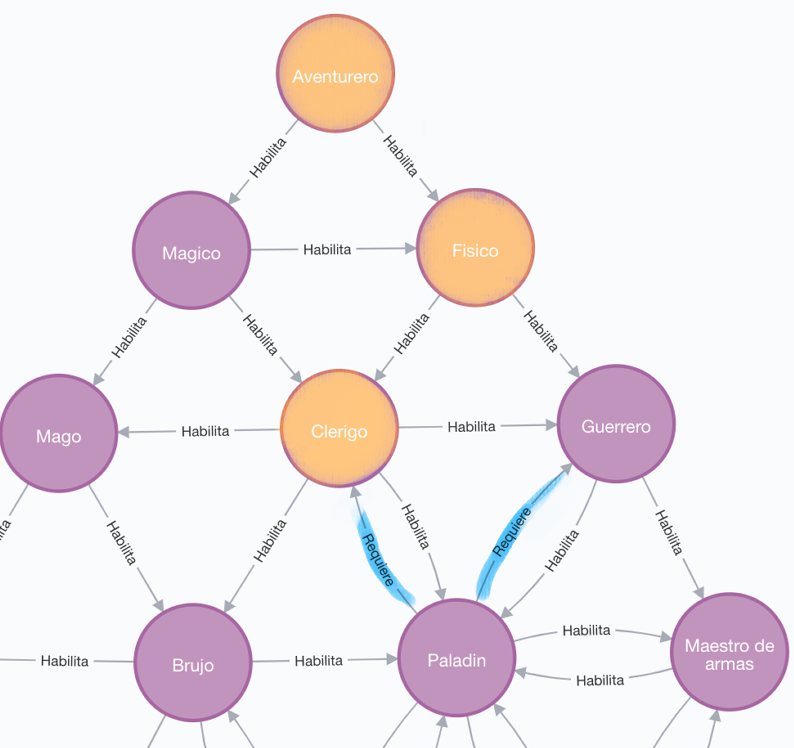 Aventurero
Habilita
Habilita
Magico
Habilita
Fisico
Habilita
Habilita
Habilita
Habilita
Mago
Habilita
Clerigo
Habilita
Guerrero
Habilita
Habilita
Requiere
Habilita
Requiere
Habilita
Habilita
Habilita
Brujo
Habilita
Paladin
Habilita
Habilita
Maestro de
armas